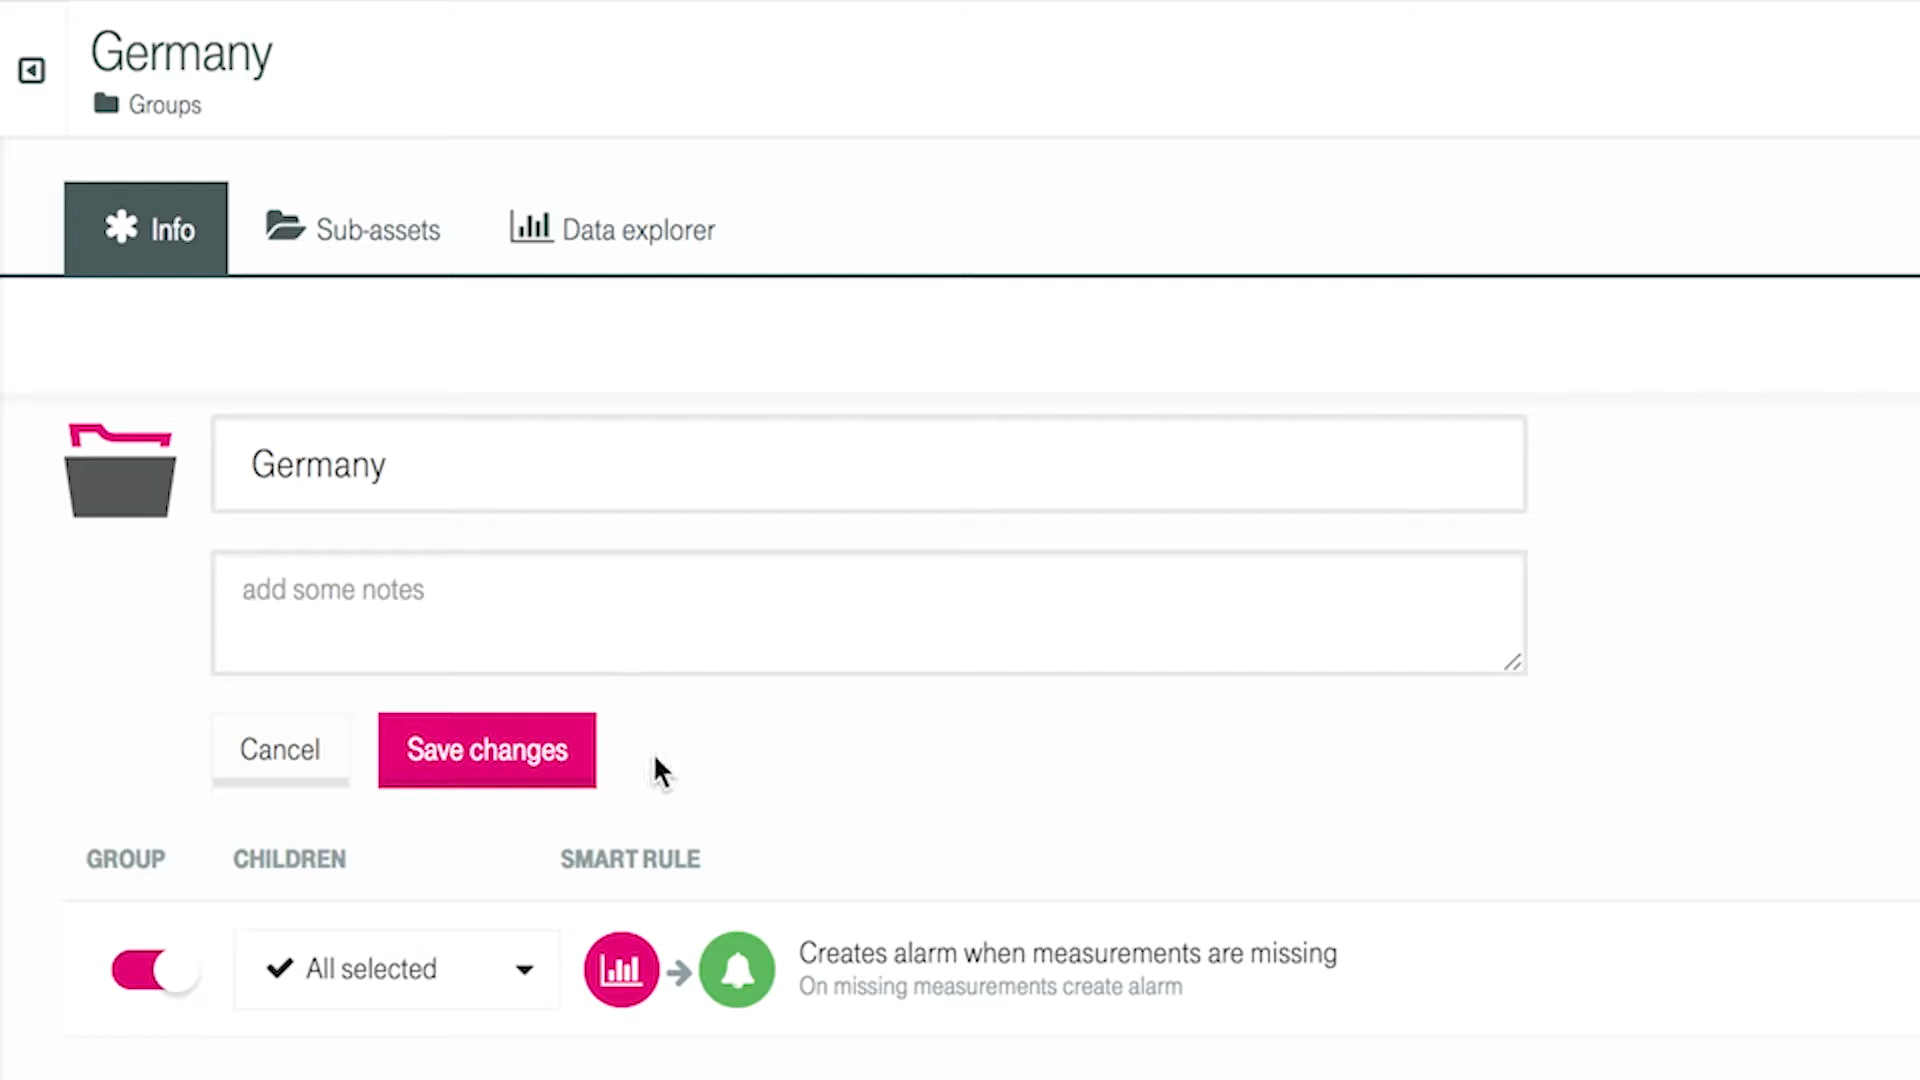 Germany
Groups
Info
Sub-assets
Data explorer
Germany
add some notes
Cancel
Save changes
GROUP
CHILDREN
SMART RULE
All selected
Creates alarm when measurements are missing
On missing measurements create alarm